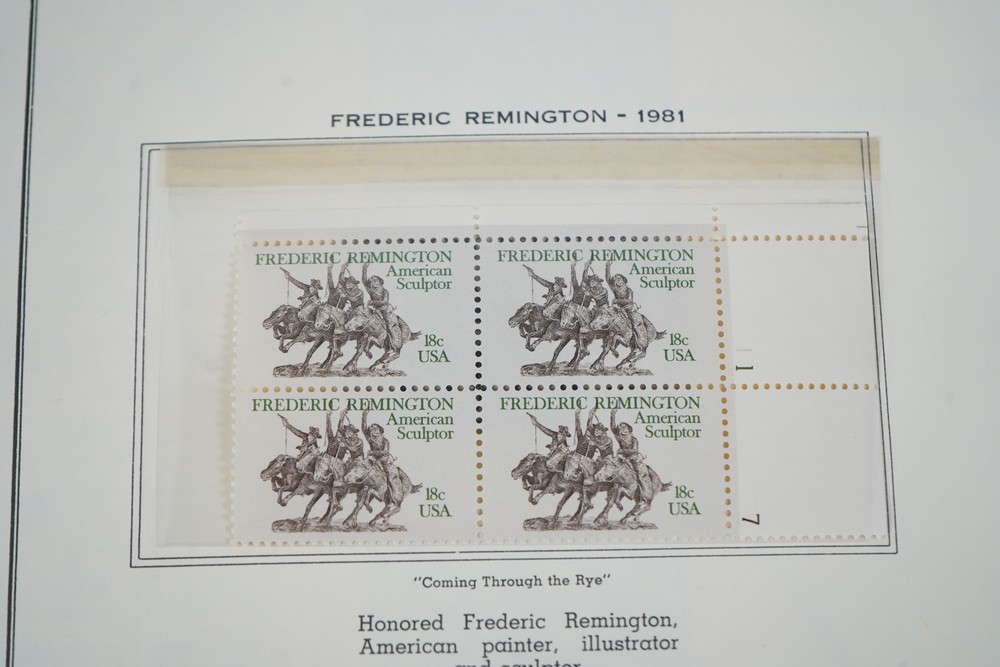 FREDERIC REMINGTON - 1981
FREDERIC REMINGTON
American
Sculptor
18c
USA
FREDERIC REMINGTON
American
Sculptor
18c
USA
1
FREDERIC REMINGTON
American
Sculptor
18c
USA
FREDERIC REMINGTON
American
Sculptor
18c
USA
7
"Coming Through the Rye"
Honored Frederic Remington,
American painter, illustrator
and sculptor